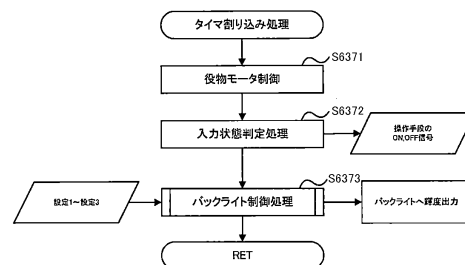 タイマ割り込み処理
S6371
役物モータ制御
S6372
入力状態判定処理
操作手段の
ON,OFF信号
S6373
設定1～設定3
バックライト制御処理
バックライトへ輝度出力
RET